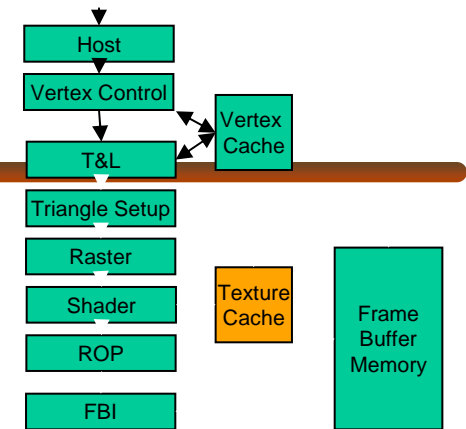 Host
Vertex Control
Vertex
Cache
T&L
Triangle Setup
Raster
Shader
Texture
Cache
Frame
Buffer
Memory
ROP
FBI